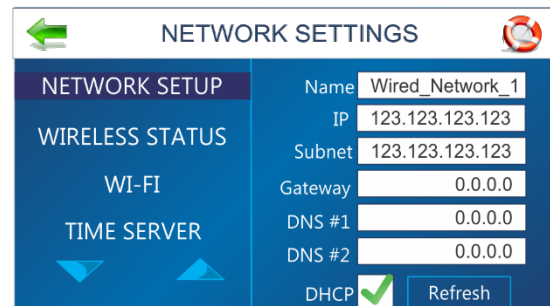 NETWORK SETTINGS
NETWORK SETUP
WIRELESS STATUS
WI-FI
TIME SERVER
Name Wired_Network_1
IP 123.123.123.123
Subnet 123.123.123.123
Gateway 0.0.0.0
DNS #1 0.0.0.0
DNS #2 0.0.0.0
DHCP Refresh